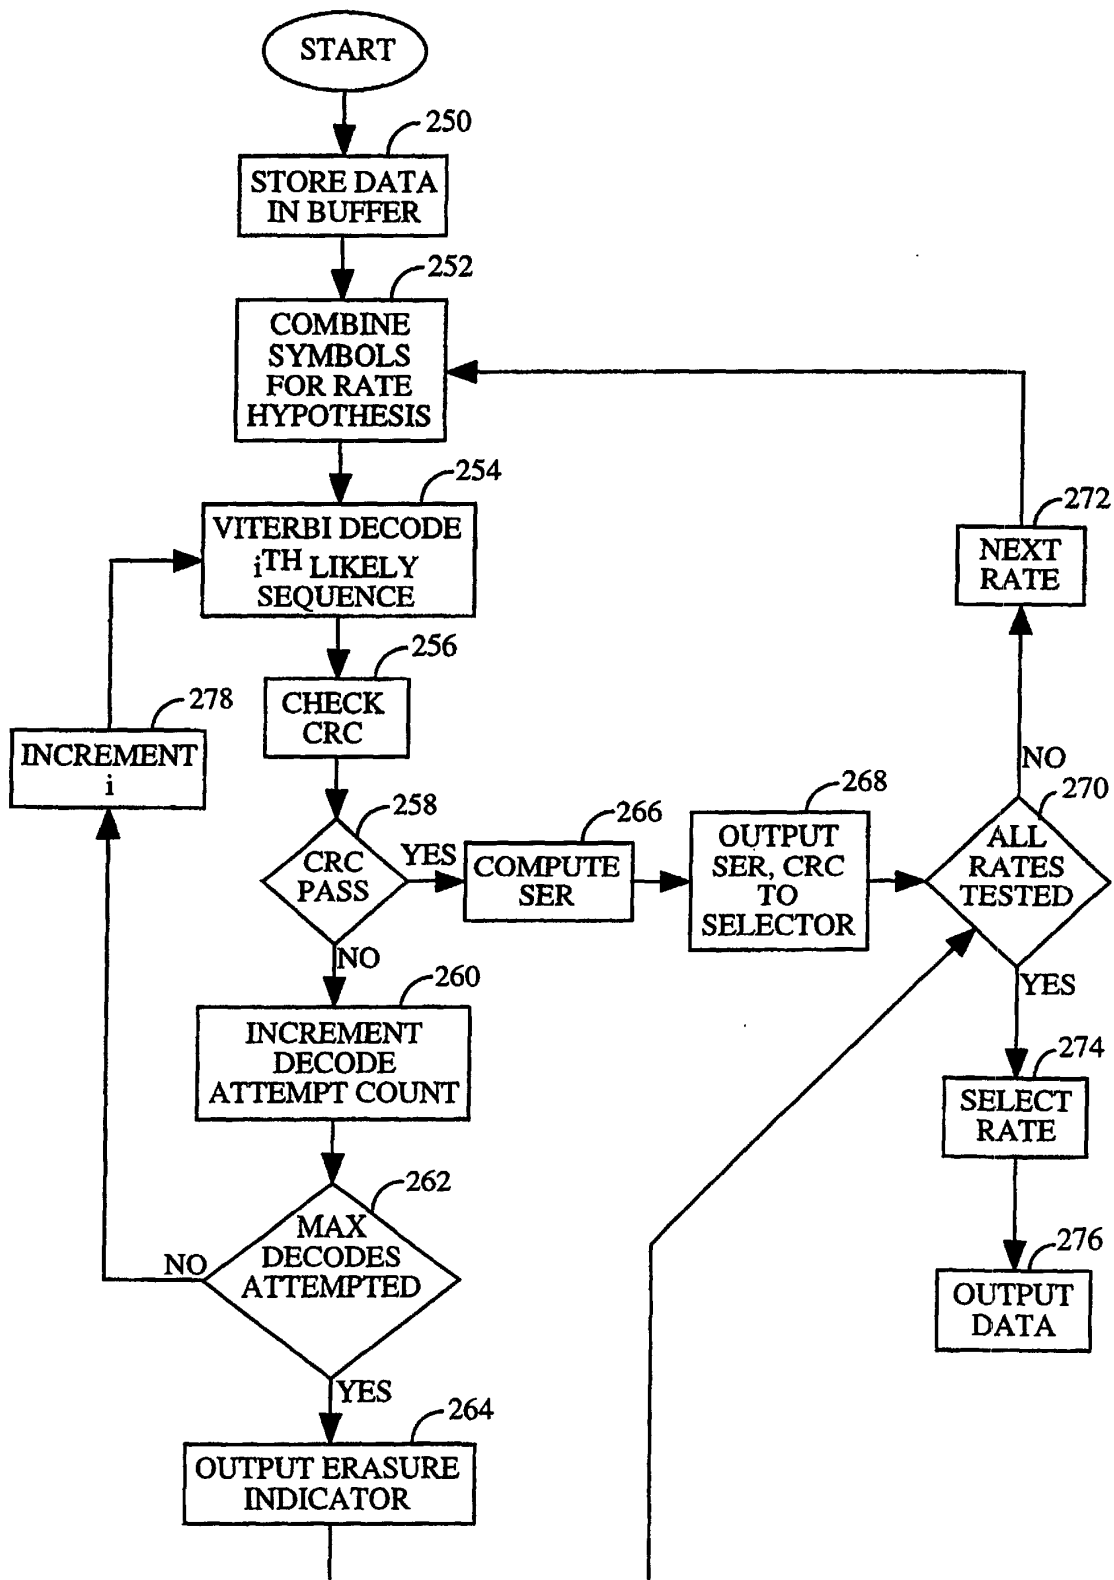 START
250
STORE DATA
IN BUFFER
252
COMBINE
SYMBOLS
FOR RATE
HYPOTHESIS
254
VITERBI DECODE
iTH LIKELY
SEQUENCE
272
NEXT
RATE
256
CHECK
CRC
278
INCREMENT
i
258
CRC
PASS
YES
266
COMPUTE
SER
268
OUTPUT
SER, CRC
TO
SELECTOR
NO
270
ALL
RATES
TESTED
NO
260
INCREMENT
DECODE
ATTEMPT COUNT
YES
274
SELECT
RATE
262
MAX
DECODES
ATTEMPTED
NO
276
OUTPUT
DATA
YES
264
OUTPUT ERASURE
INDICATOR